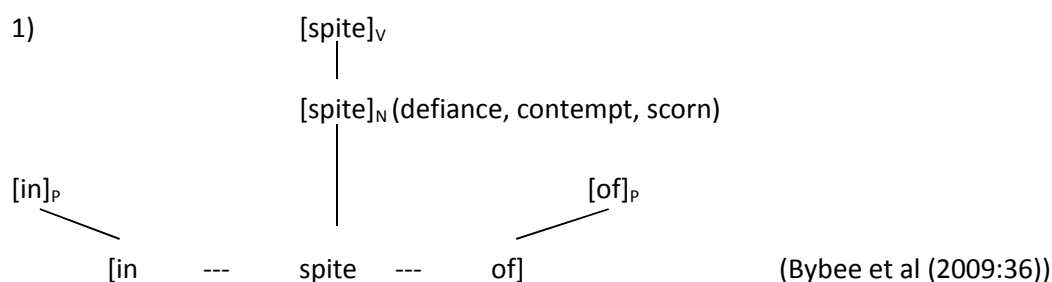 1) [spite]V
[spite]N (defiance, contempt, scorn)
[in]P [of]P
[in --- spite --- of] (Bybee et al (2009:36))